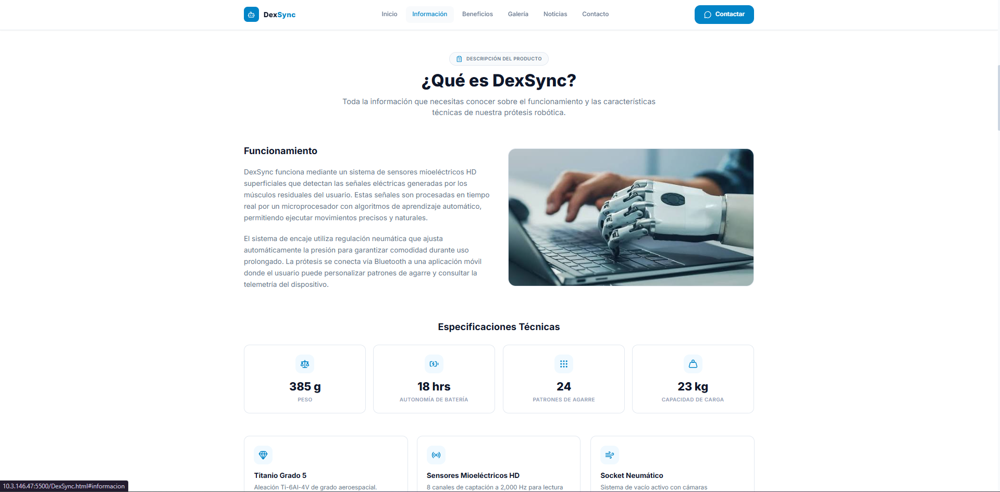 DexSync
Inicio
Información
Beneficios
Galería
Noticias
Contacto
Contactar
DESCRIPCIÓN DEL PRODUCTO
¿Qué es DexSync?
Toda la información que necesitas conocer sobre el funcionamiento y las características
técnicas de nuestra prótesis robótica.
Funcionamiento
DexSync funciona mediante un sistema de sensores mioeléctricos HD
superficiales que detectan las señales eléctricas generadas por los
músculos residuales del usuario. Estas señales son procesadas en tiempo
real por un microprocesador con algoritmos de aprendizaje automático,
permitiendo ejecutar movimientos precisos y naturales.
El sistema de encaje utiliza regulación neumática que ajusta
automáticamente la presión para garantizar comodidad durante uso
prolongado. La prótesis se conecta vía Bluetooth a una aplicación móvil
donde el usuario puede personalizar patrones de agarre y consultar la
telemetría del dispositivo.
Especificaciones Técnicas
385 g
PESO
18 hrs
AUTONOMÍA DE BATERÍA
24
PATRONES DE AGARRE
23 kg
CAPACIDAD DE CARGA
Titanio Grado 5
Aleación Ti-6Al-4V de grado aeroespacial.
Sensores Mioeléctricos HD
8 canales de captación a 2,000 Hz para lectura
Socket Neumático
Sistema de vacío activo con cámaras
10.3.146.47:5500/DexSync.html#informacion